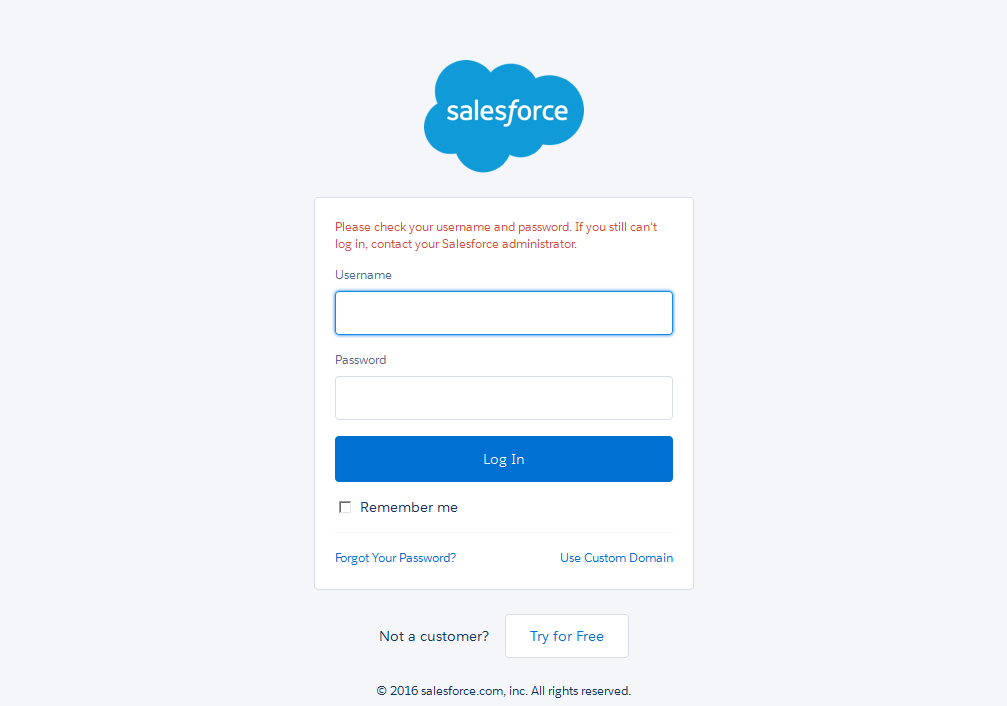 salesforce
Please check your username and password. If you still can't
log in, contact your Salesforce administrator.
Username
Password
Log In
Remember me
Forgot Your Password?
Use Custom Domain
Not a customer?
Try for Free
© 2016 salesforce.com, inc. All rights reserved.